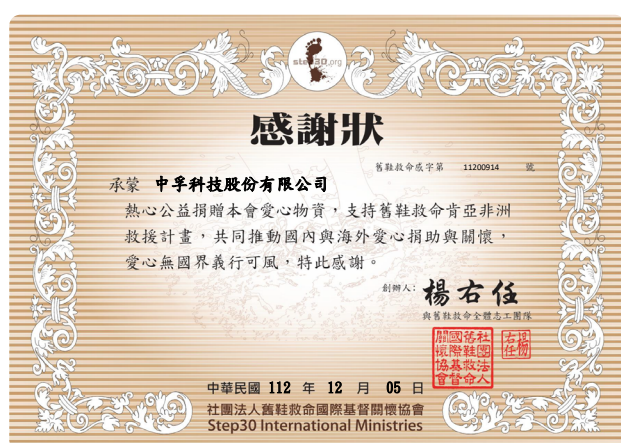 step30.org
感謝狀
舊鞋救命感字第 11200914 號
承蒙 中孚科技股份有限公司
熱心公益捐贈本會愛心物資，支持舊鞋救命肯亞非洲
救援計畫，共同推動國內與海外愛心捐助與關懷，
愛心無國界義行可風，特此感謝。
創辦人：楊右任
與舊鞋救命全體志工團隊
社團法人舊鞋救命國際基督關懷協會
楊右任
中華民國 112 年 12 月 05 日
社團法人舊鞋救命國際基督關懷協會
Step30 International Ministries